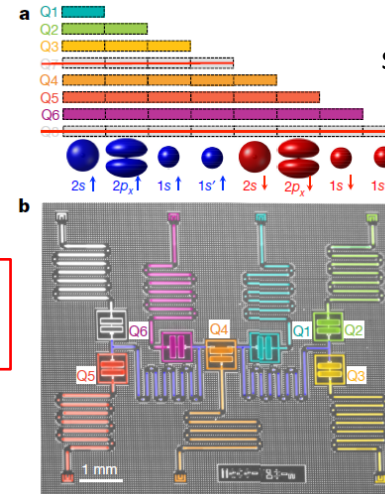 a
Q1
Q2
Q3
Q4
Q5
Q6
2s↑ 2pₓ↑ 1s↑ 1s'↑ 2s↓ 2pₓ↓ 1s↓
b
Q6 Q4 Q1 Q2
Q5 Q3
1 mm